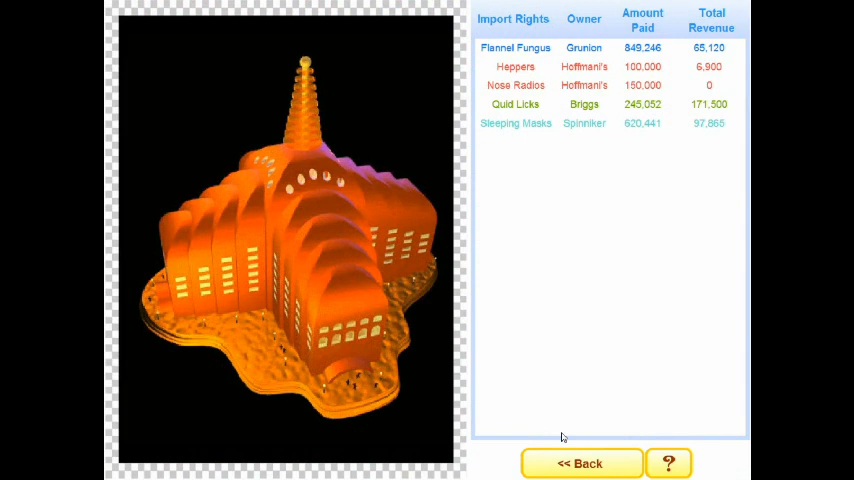 Import Rights Owner Amount Paid Total Revenue
Flannel Fungus Grunion 849,246 65,120
Heppers Hoffmani's 100,000 6,900
Nose Radios Hoffmani's 150,000 0
Quid Licks Briggs 245,052 171,500
Sleeping Masks Spinniker 620,441 97,865
<< Back ?